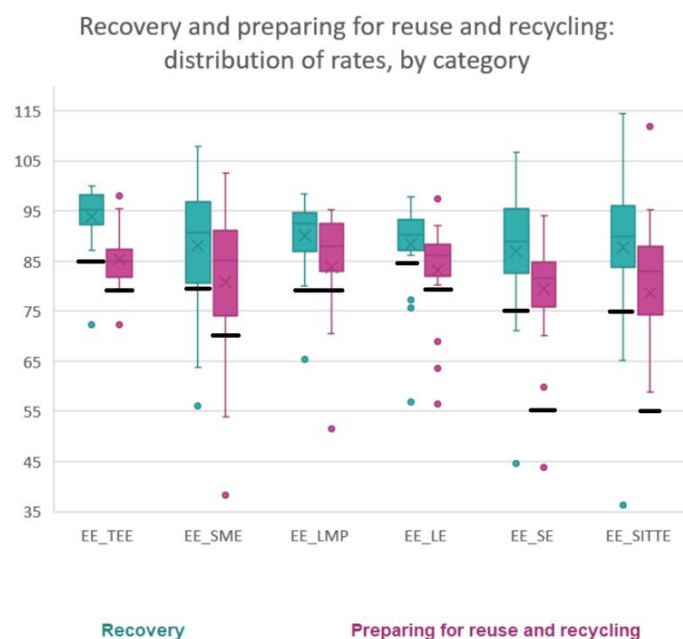 Recovery and preparing for reuse and recycling:
distribution of rates, by category
115
105
95
85
75
65
55
45
35
EE_TEE EE_SME EE_LMP EE_LE EE_SE EE_SITTE
Recovery Preparing for reuse and recycling